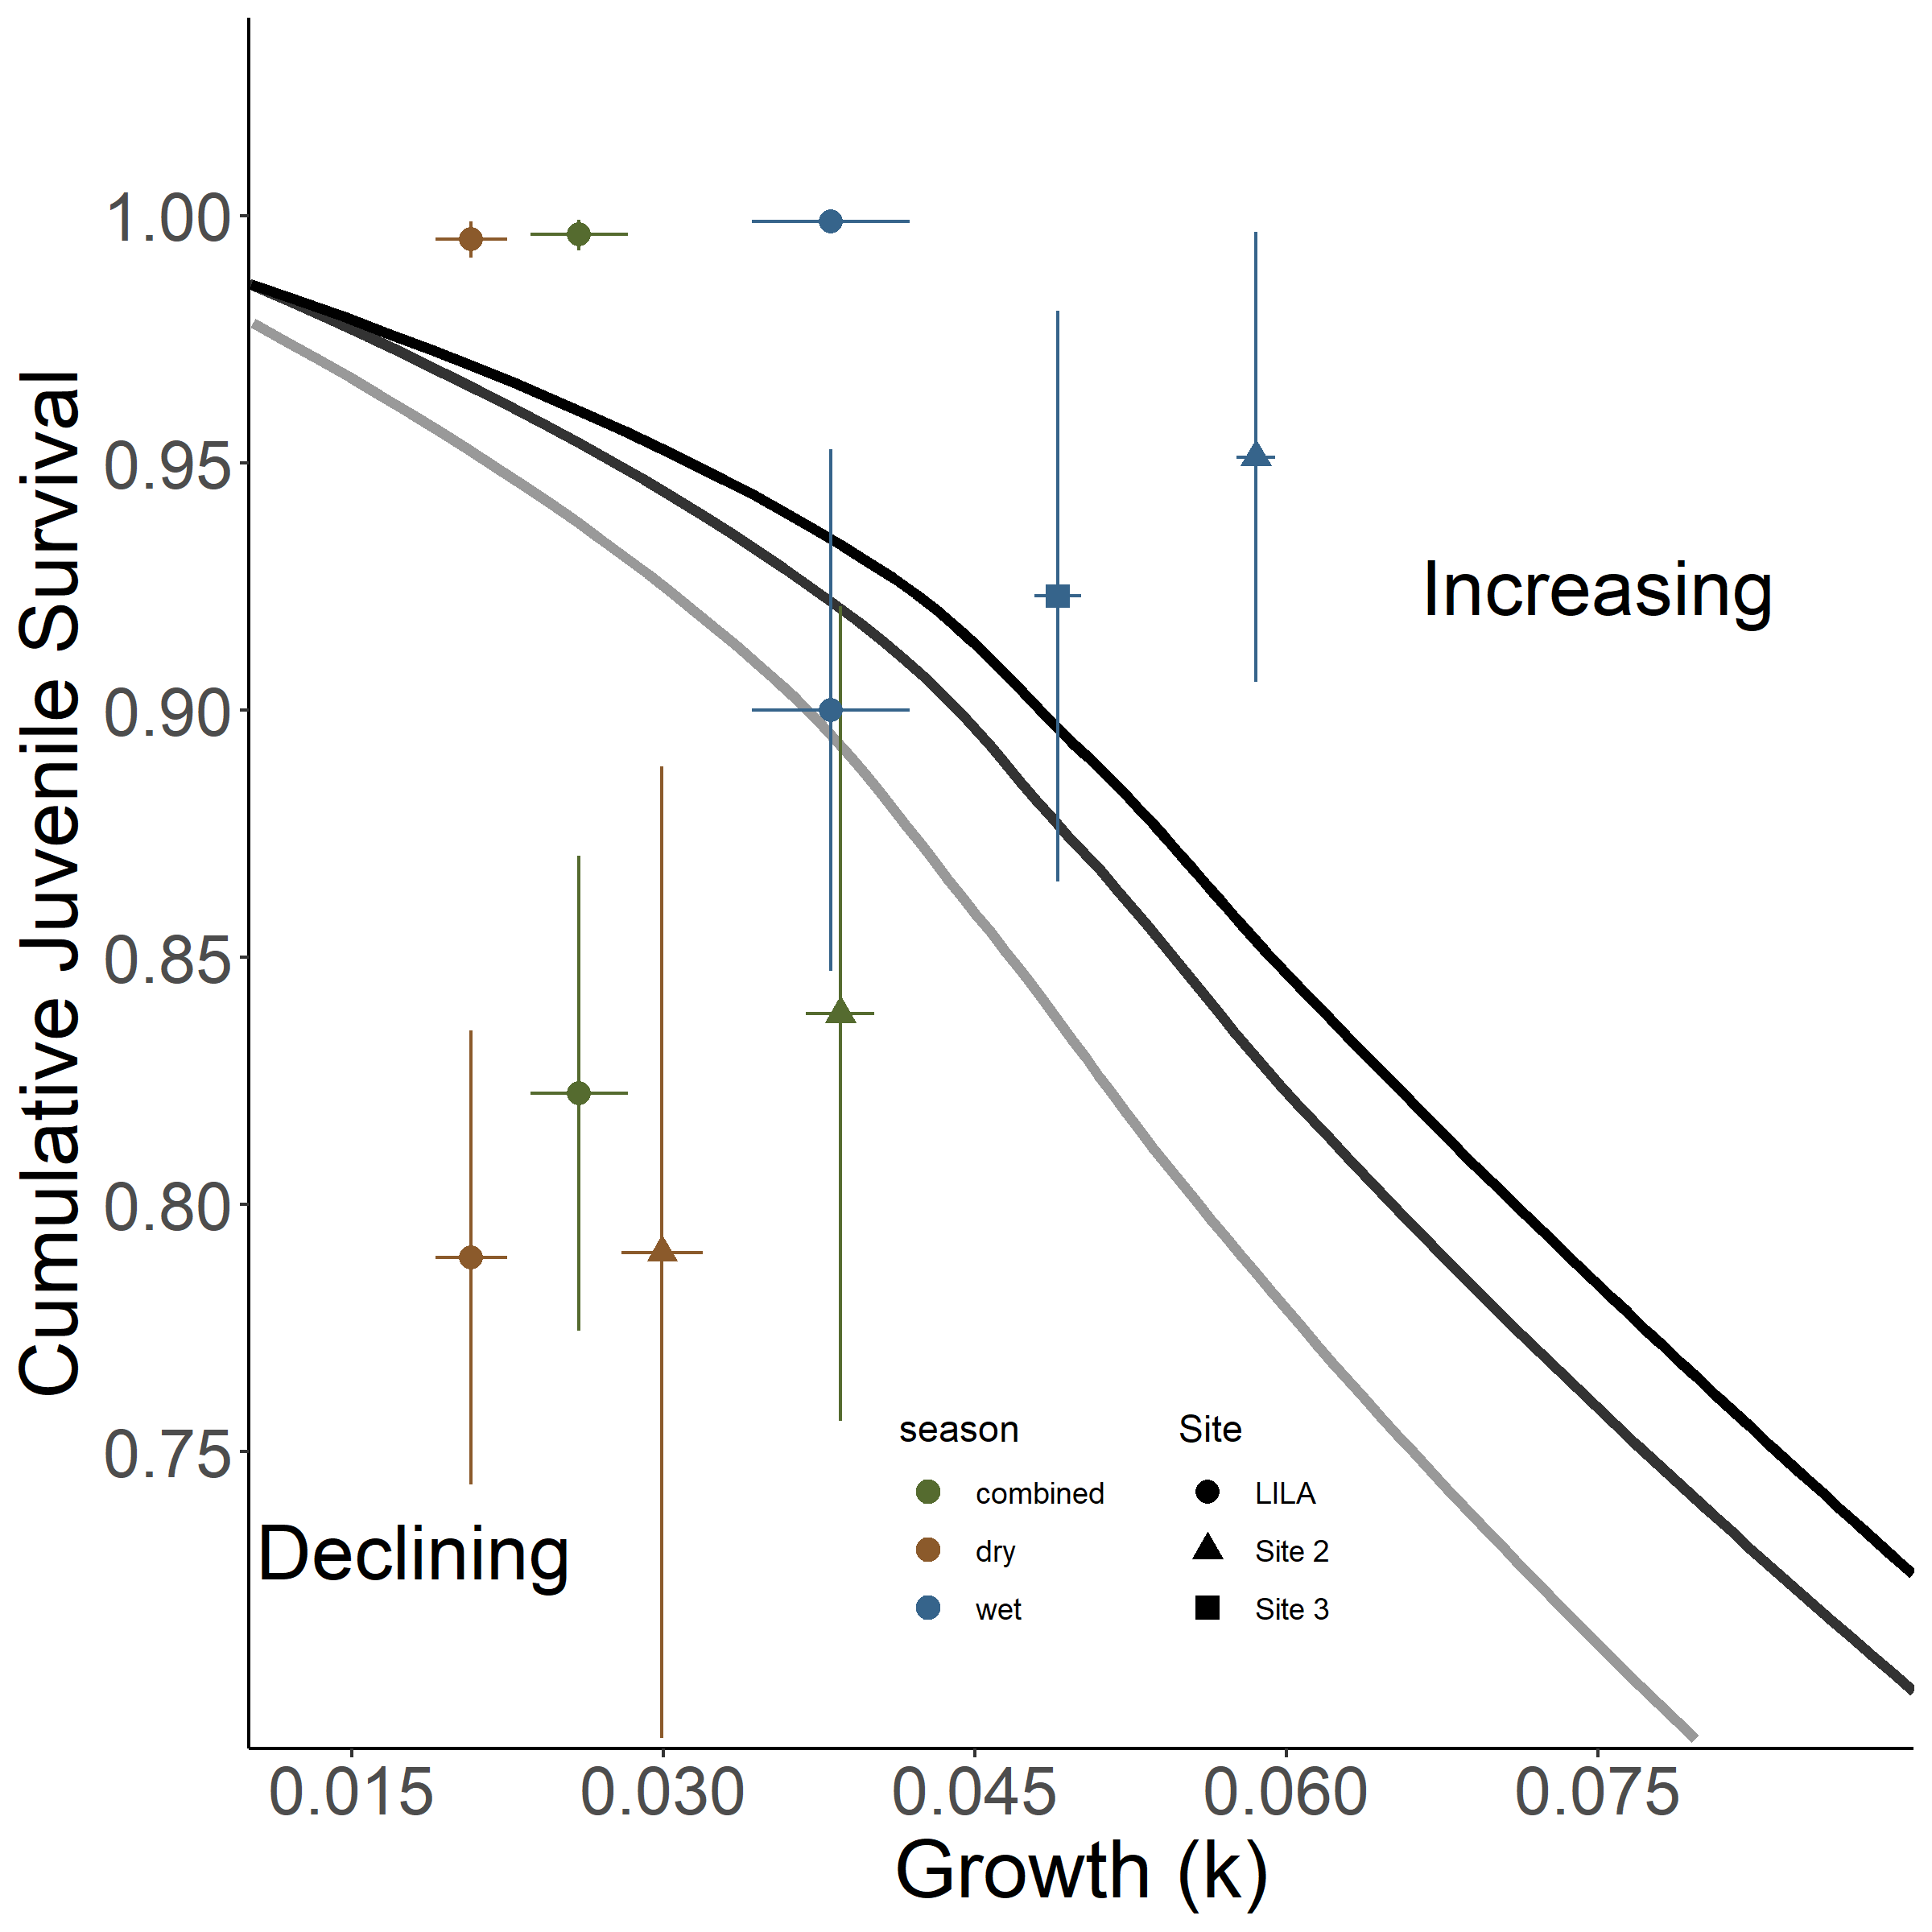 Cumulative Juvenile Survival
1.00
0.95
0.90
0.85
0.80
0.75
Increasing
Declining
season
combined
dry
wet
Site
LILA
Site 2
Site 3
0.015 0.030 0.045 0.060 0.075
Growth (k)